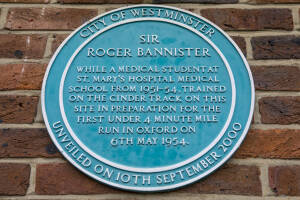 CITY OF WESTMINSTER
SIR
ROGER BANNISTER
WHILE A MEDICAL STUDENT AT
ST. MARY'S HOSPITAL MEDICAL
SCHOOL FROM 1951-54, TRAINED
ON THE CINDER TRACK ON THIS
SITE IN PREPARATION FOR THE
FIRST UNDER 4 MINUTE MILE
RUN IN OXFORD ON
6TH MAY 1954.
UNVEILED ON 10TH SEPTEMBER 2000